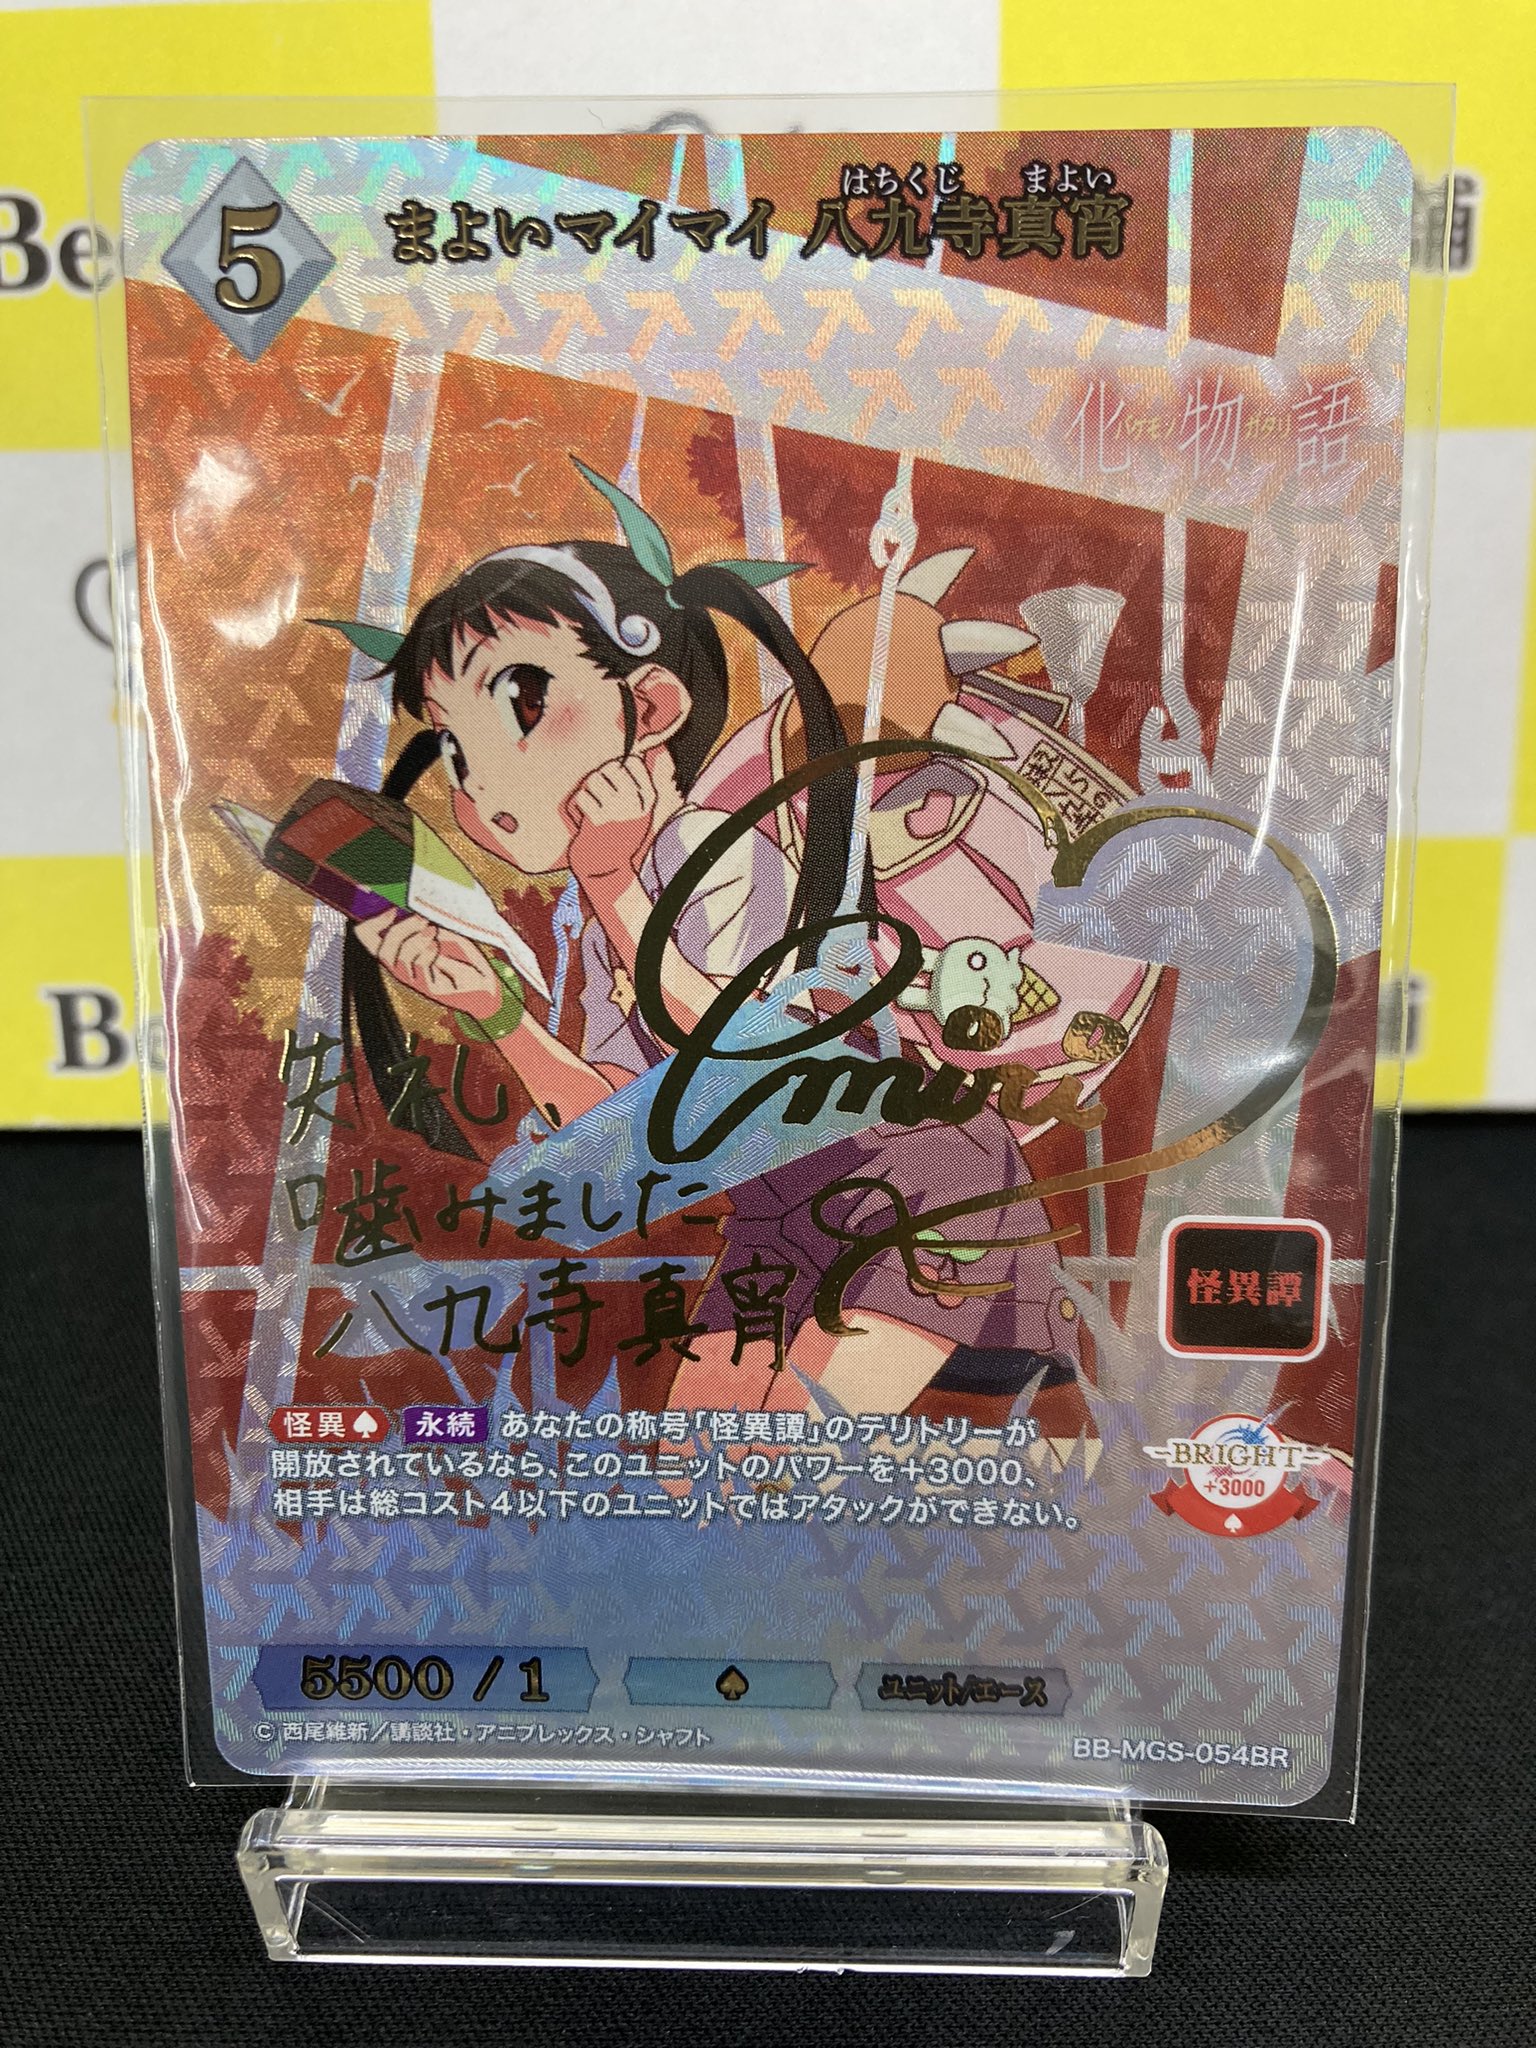 5
はちくじ まよい
まよいマイマイ 八九寺真宵
化物語
バケモノガタリ
失礼、
噛みました
八九寺真宵
怪異譚
怪異♠ 永続 あなたの称号「怪異譚」のテリトリーが
開放されているなら、このユニットのパワーを+3000、
相手は総コスト4以下のユニットではアタックができない。
BRIGHT
+3000
5500 / 1
♠
ユニット/エース
© 西尾維新／講談社・アニプレックス・シャフト
BB-MGS-054BR